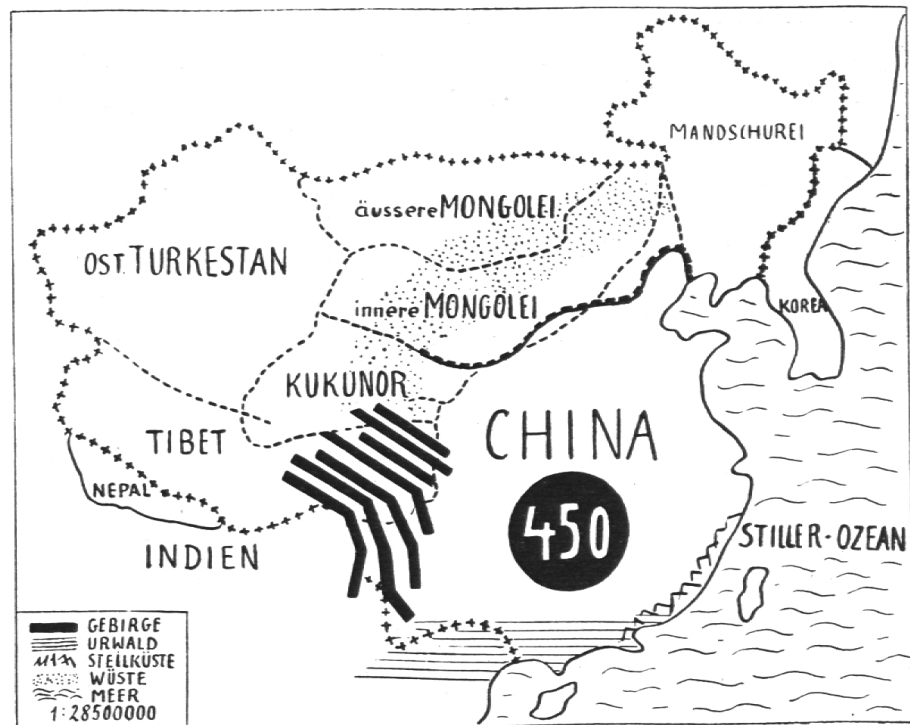 MANDSCHUREI
äussere MONGOLEI
OST TURKESTAN
innere MONGOLEI
KOREA
KUKUNOR
CHINA
TIBET
NEPAL
450
STILLER-OZEAN
INDIEN
GEBIRGE
URWALD
STEILKÜSTE
WÜSTE
MEER
1:28500000